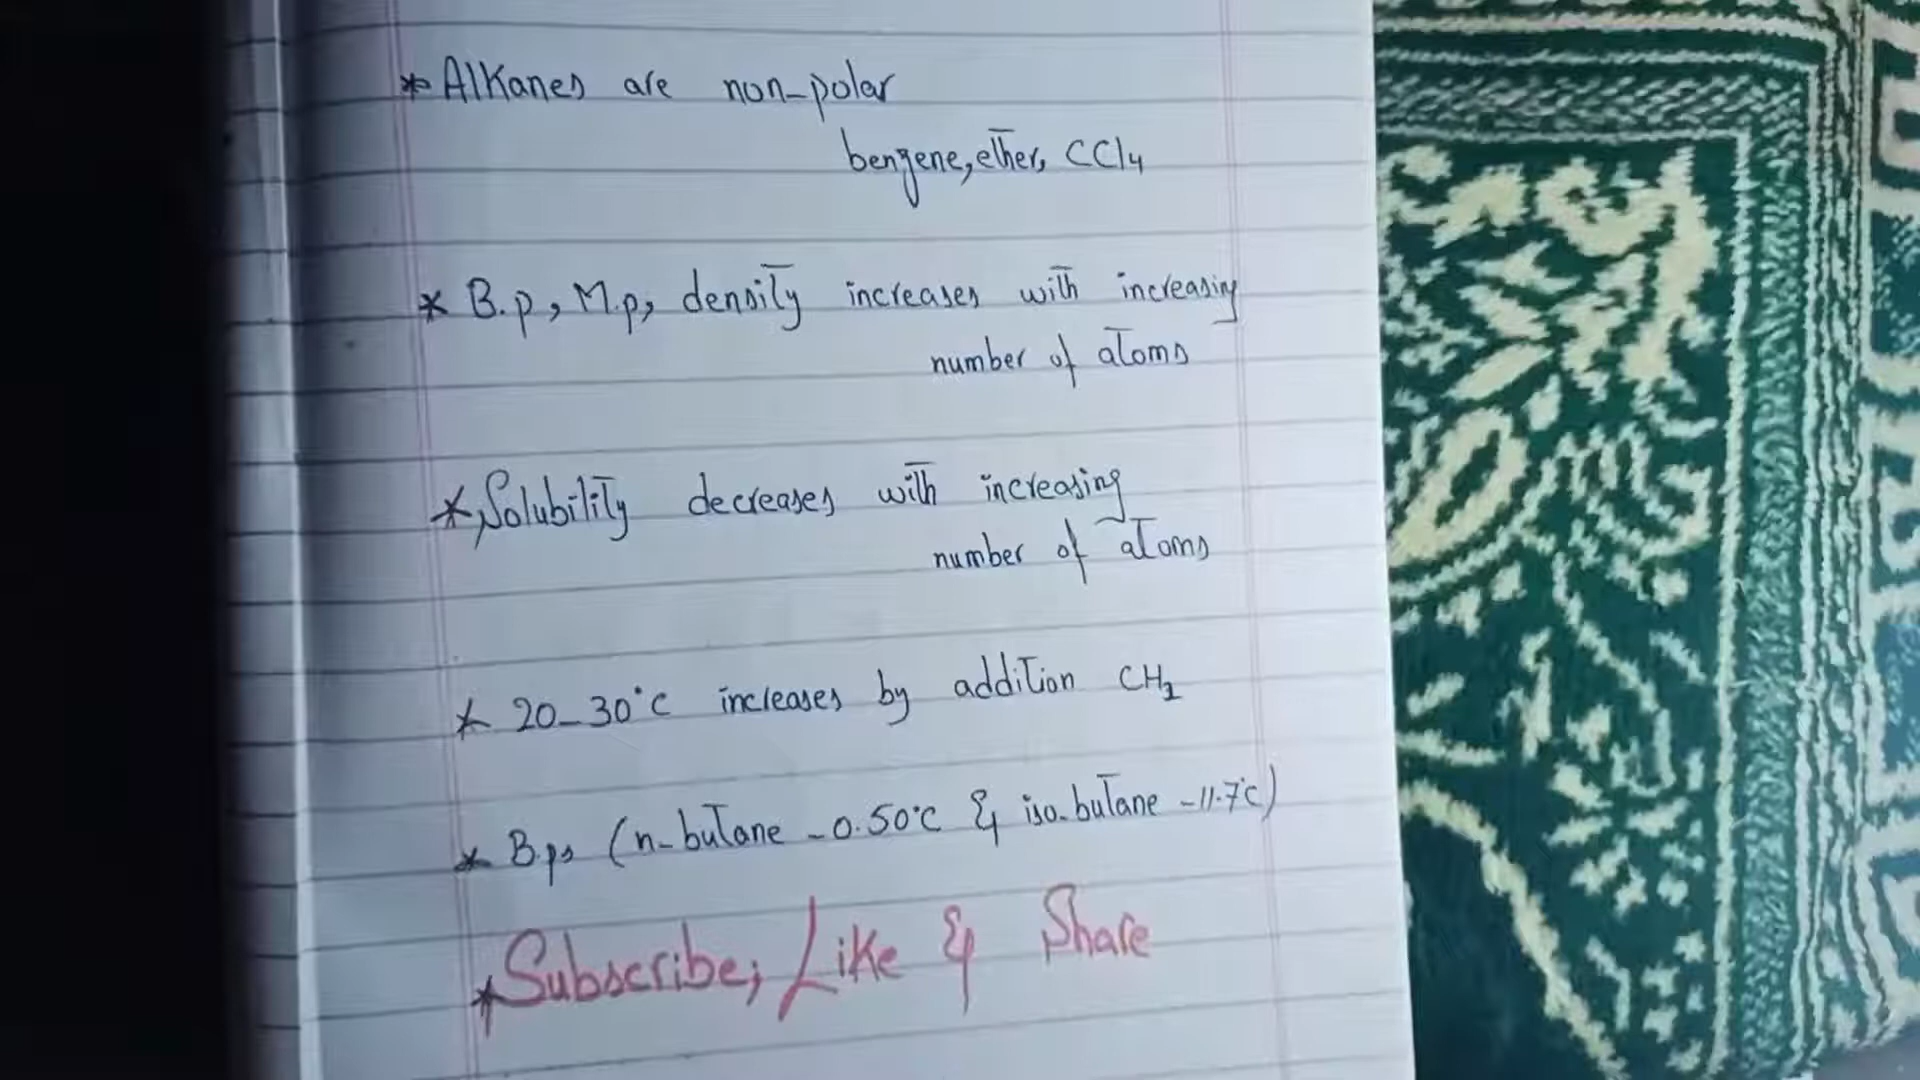 * Alkanes are non-polar
benzene, ether, CCl4
* B.p, M.p, density increases with increasing
number of atoms
* Solubility decreases with increasing
number of atoms
* 20-30°C increases by addition CH2
* B.ps (n-butane -0.50°C & iso-butane -11.7°C)
* Subscribe; Like & Share